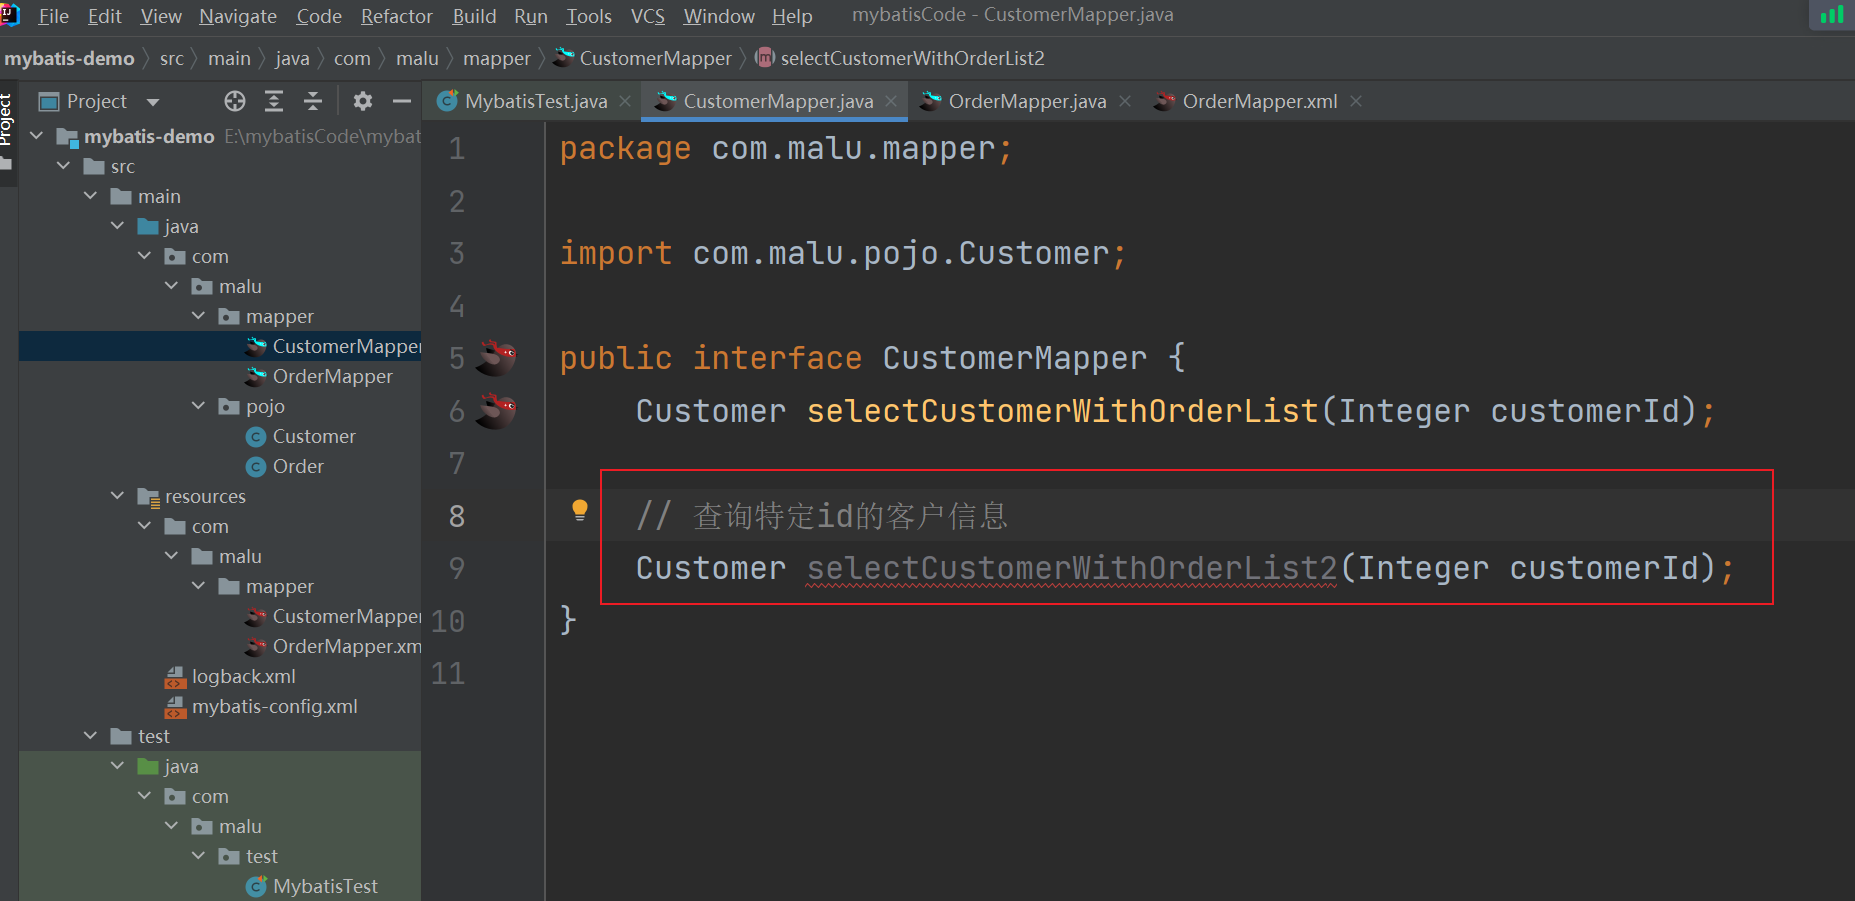 File Edit View Navigate Code Refactor Build Run Tools VCS Window Help mybatisCode - CustomerMapper.java
mybatis-demo src main java com malu mapper CustomerMapper selectCustomerWithOrderList2
Project
Project
mybatis-demo E:\mybatisCode\mybat
src
main
java
com
malu
mapper
CustomerMapper
OrderMapper
pojo
Customer
Order
resources
com
malu
mapper
CustomerMapper
OrderMapper.xm
logback.xml
mybatis-config.xml
test
java
com
malu
test
MybatisTest
MybatisTest.java CustomerMapper.java OrderMapper.java OrderMapper.xml
1 package com.malu.mapper;
2
3 import com.malu.pojo.Customer;
4
5 public interface CustomerMapper {
6 Customer selectCustomerWithOrderList(Integer customerId);
7
8 // 查询特定id的客户信息
9 Customer selectCustomerWithOrderList2(Integer customerId);
10 }
11